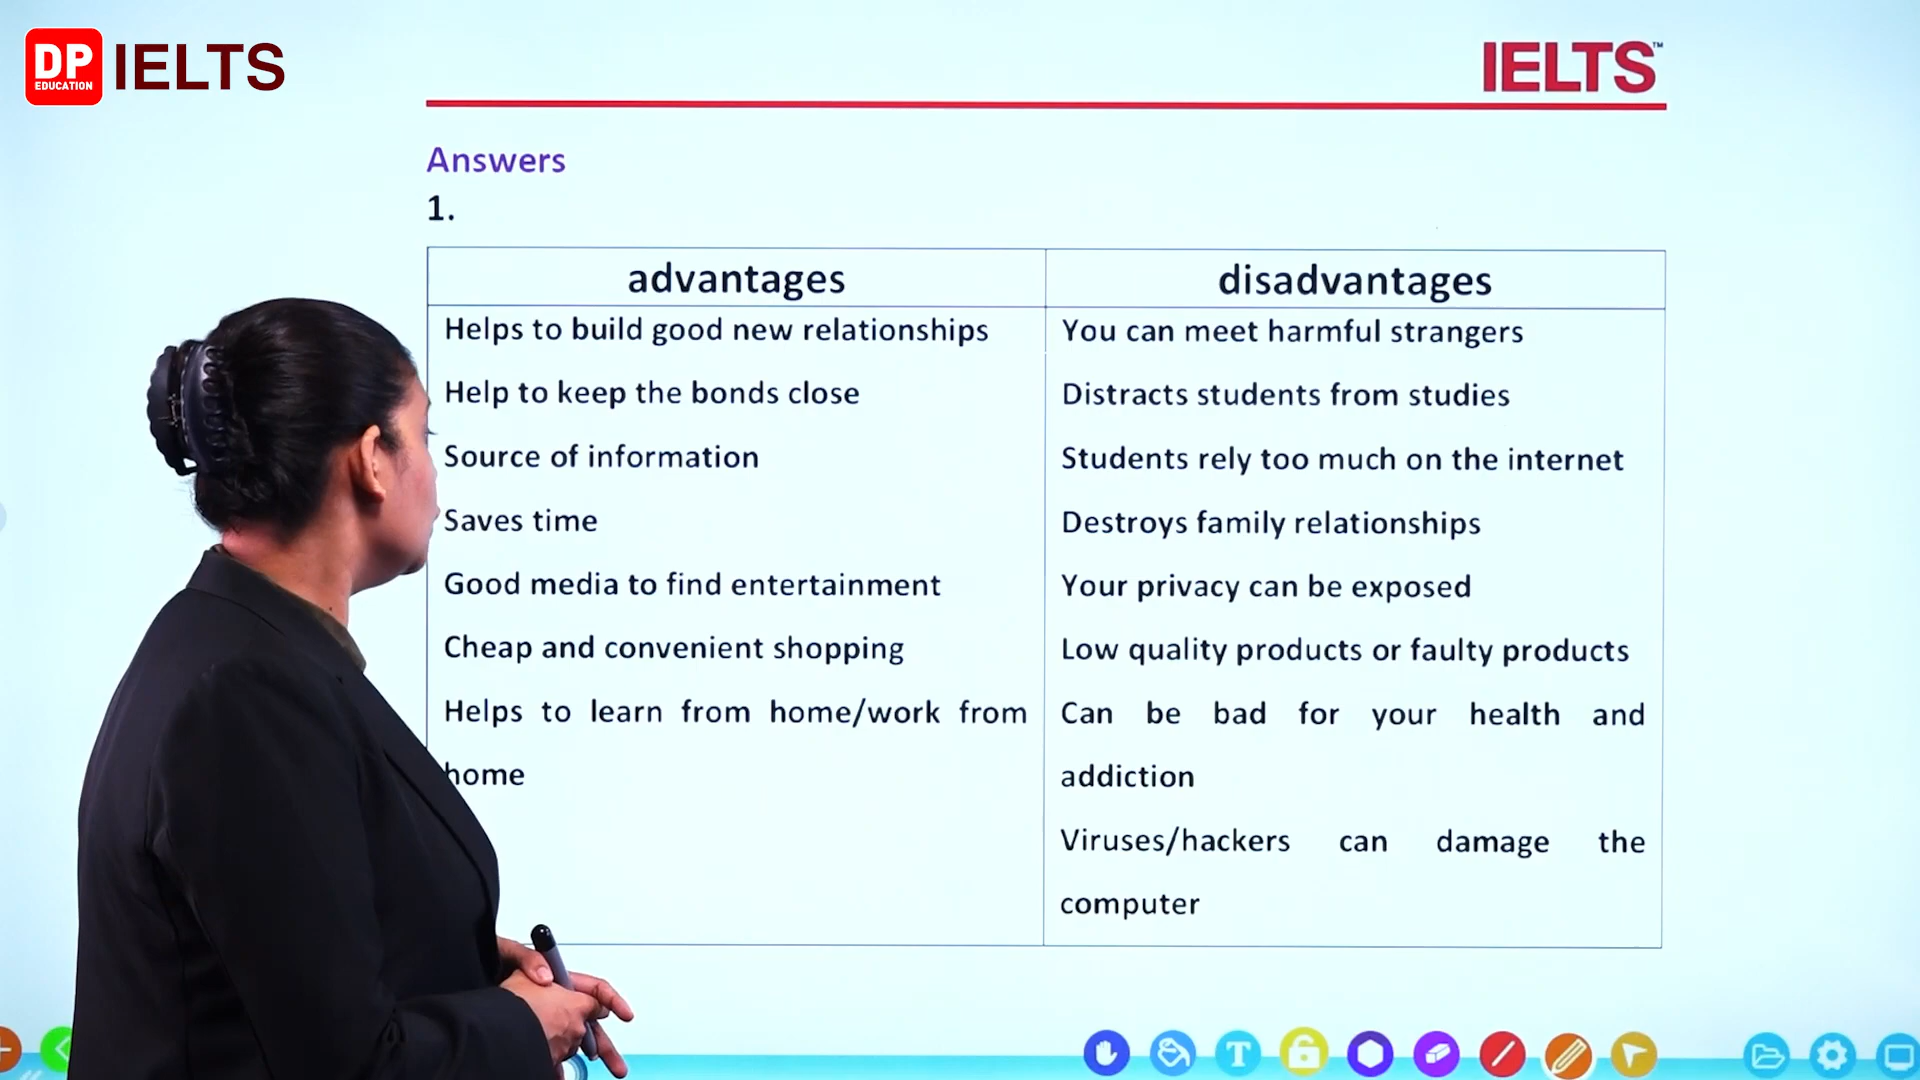 DP
EDUCATION
IELTS
IELTS™
Answers
1.
advantages
disadvantages
Helps to build good new relationships
Help to keep the bonds close
Source of information
Saves time
Good media to find entertainment
Cheap and convenient shopping
Helps to learn from home/work from
home
You can meet harmful strangers
Distracts students from studies
Students rely too much on the internet
Destroys family relationships
Your privacy can be exposed
Low quality products or faulty products
Can be bad for your health and
addiction
Viruses/hackers can damage the
computer
T